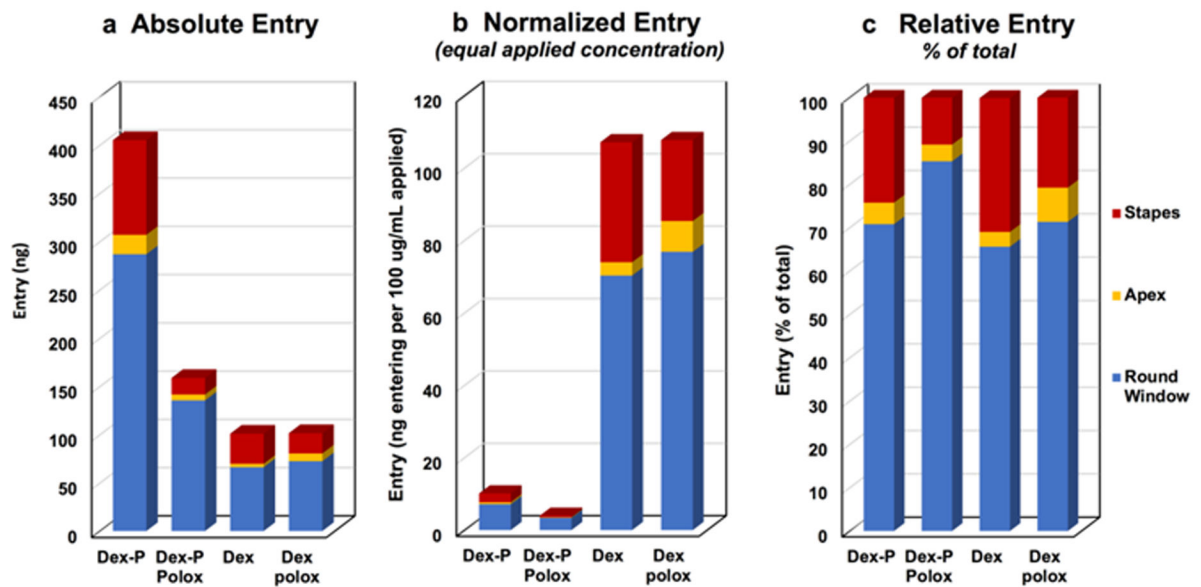 a Absolute Entry
Entry (ng)
450
400
350
300
250
200
150
100
50
0
Dex-P
Dex-P
Polox
Dex
Dex
polox
b Normalized Entry
(equal applied concentration)
Entry (ng entering per 100 ug/mL applied)
120
100
80
60
40
20
0
Dex-P
Dex-P
Polox
Dex
Dex
polox
c Relative Entry
% of total
Entry (% of total)
100
90
80
70
60
50
40
30
20
10
0
Dex-P
Dex-P
Polox
Dex
Dex
polox
Stapes
Apex
Round
Window